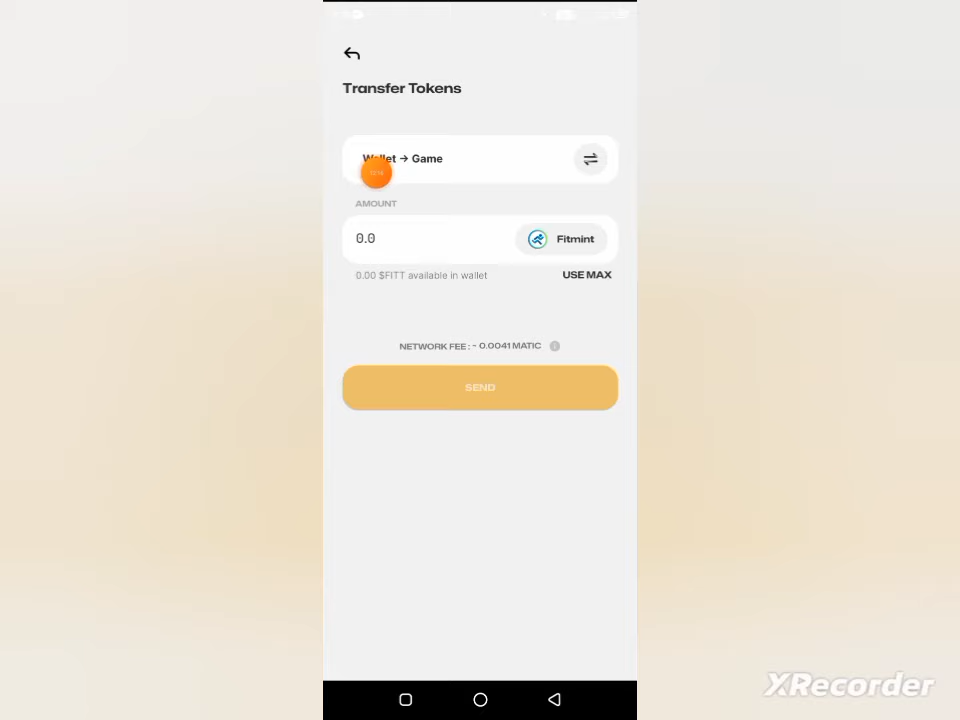 Transfer Tokens
Wallet → Game
AMOUNT
0.0
Fitmint
0.00 $FITT available in wallet
USE MAX
NETWORK FEE : ~ 0.0041 MATIC
SEND
XRecorder